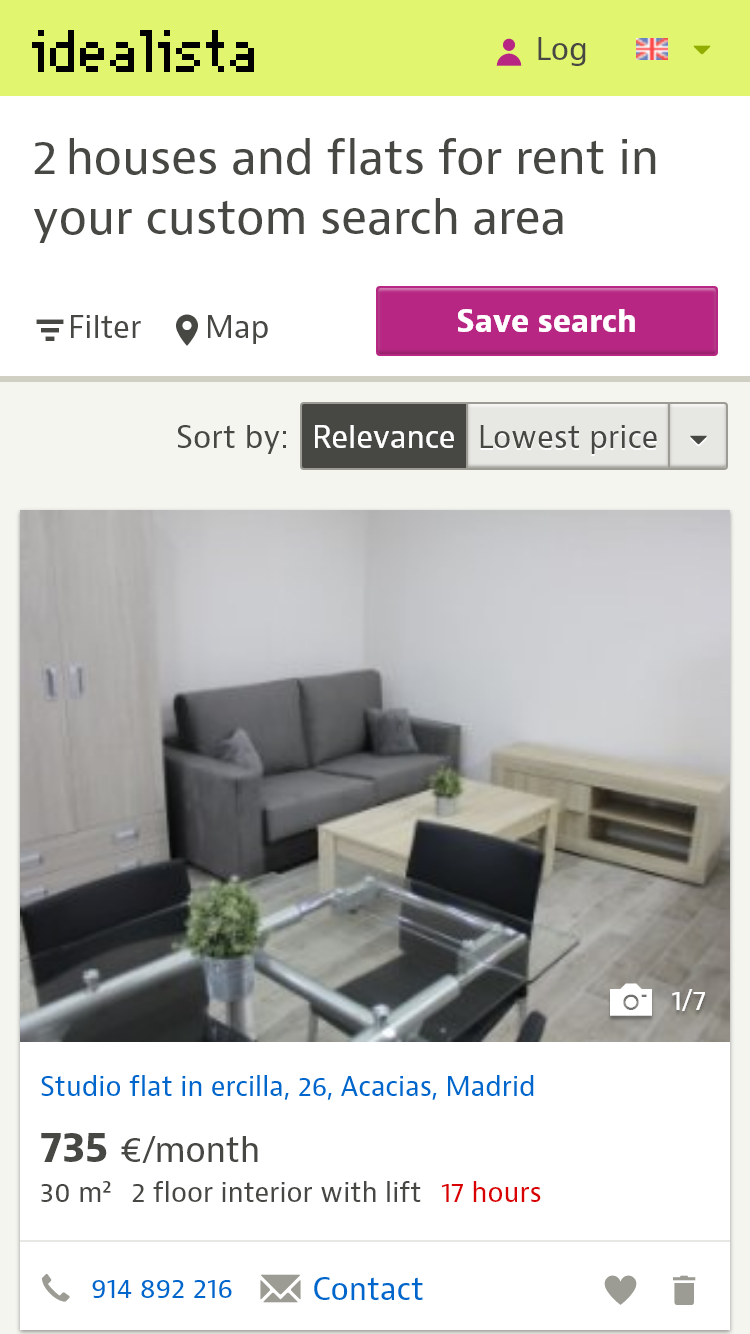 idealista
Log
2 houses and flats for rent in
your custom search area
Filter
Map
Save search
Sort by:
Relevance
Lowest price
1/7
Studio flat in ercilla, 26, Acacias, Madrid
735 €/month
30 m² 2 floor interior with lift 17 hours
914 892 216
Contact